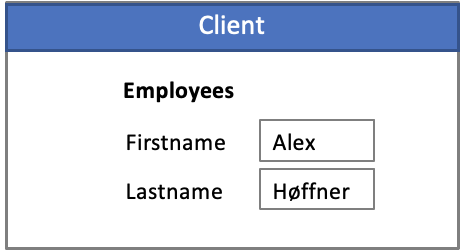 Client
Employees
Firstname Alex
Lastname Høffner